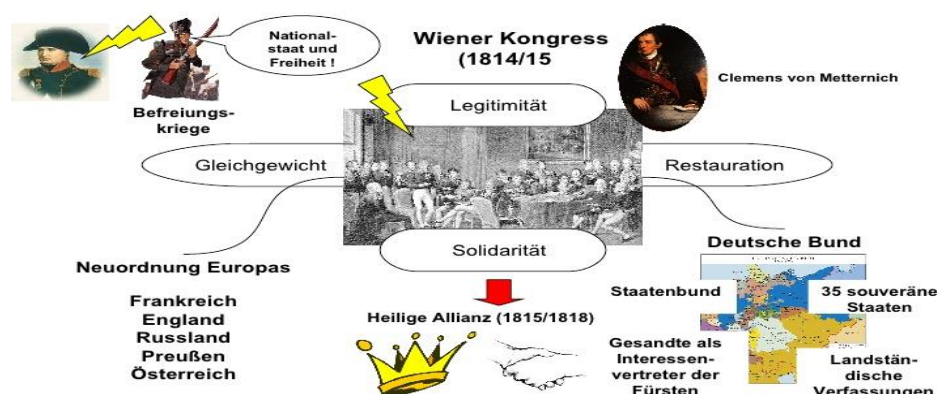 National-
staat und
Freiheit !
Befreiungs-
kriege
Wiener Kongress
(1814/15
Clemens von Metternich
Legitimität
Gleichgewicht
Restauration
Solidarität
Neuordnung Europas
Frankreich
England
Russland
Preußen
Österreich
Heilige Allianz (1815/1818)
Deutsche Bund
Staatenbund
35 souveräne
Staaten
Gesandte als
Interessen-
vertreter der
Fürsten
Landstän-
dische
Verfassungen